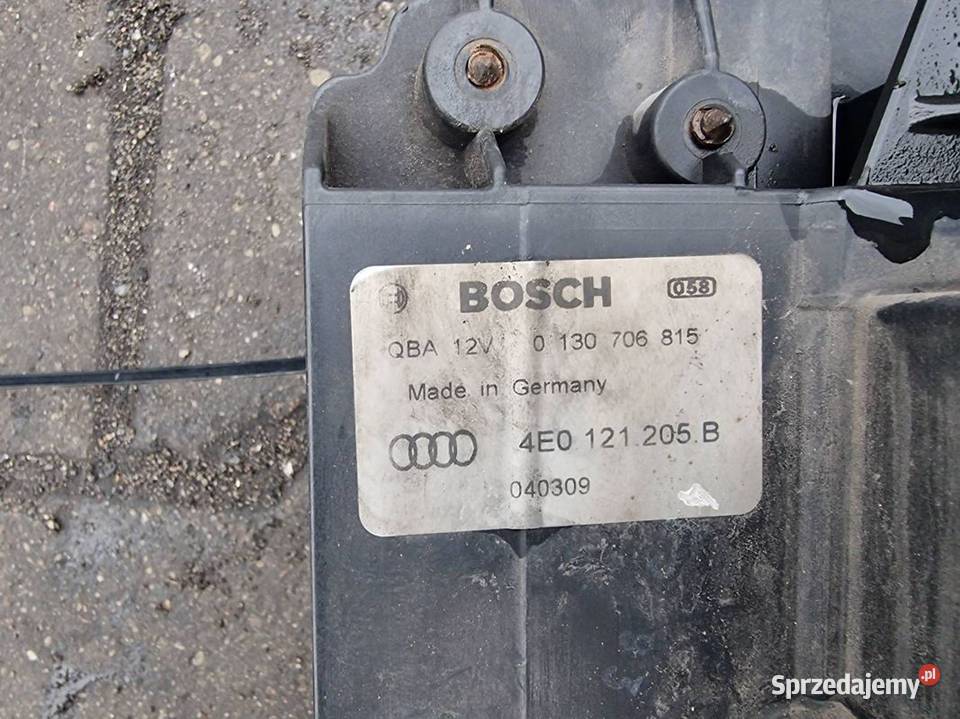 BOSCH 058
QBA 12V 0 130 706 815
Made in Germany
4E0 121.205.B
040309
Sprzedajemy.pl